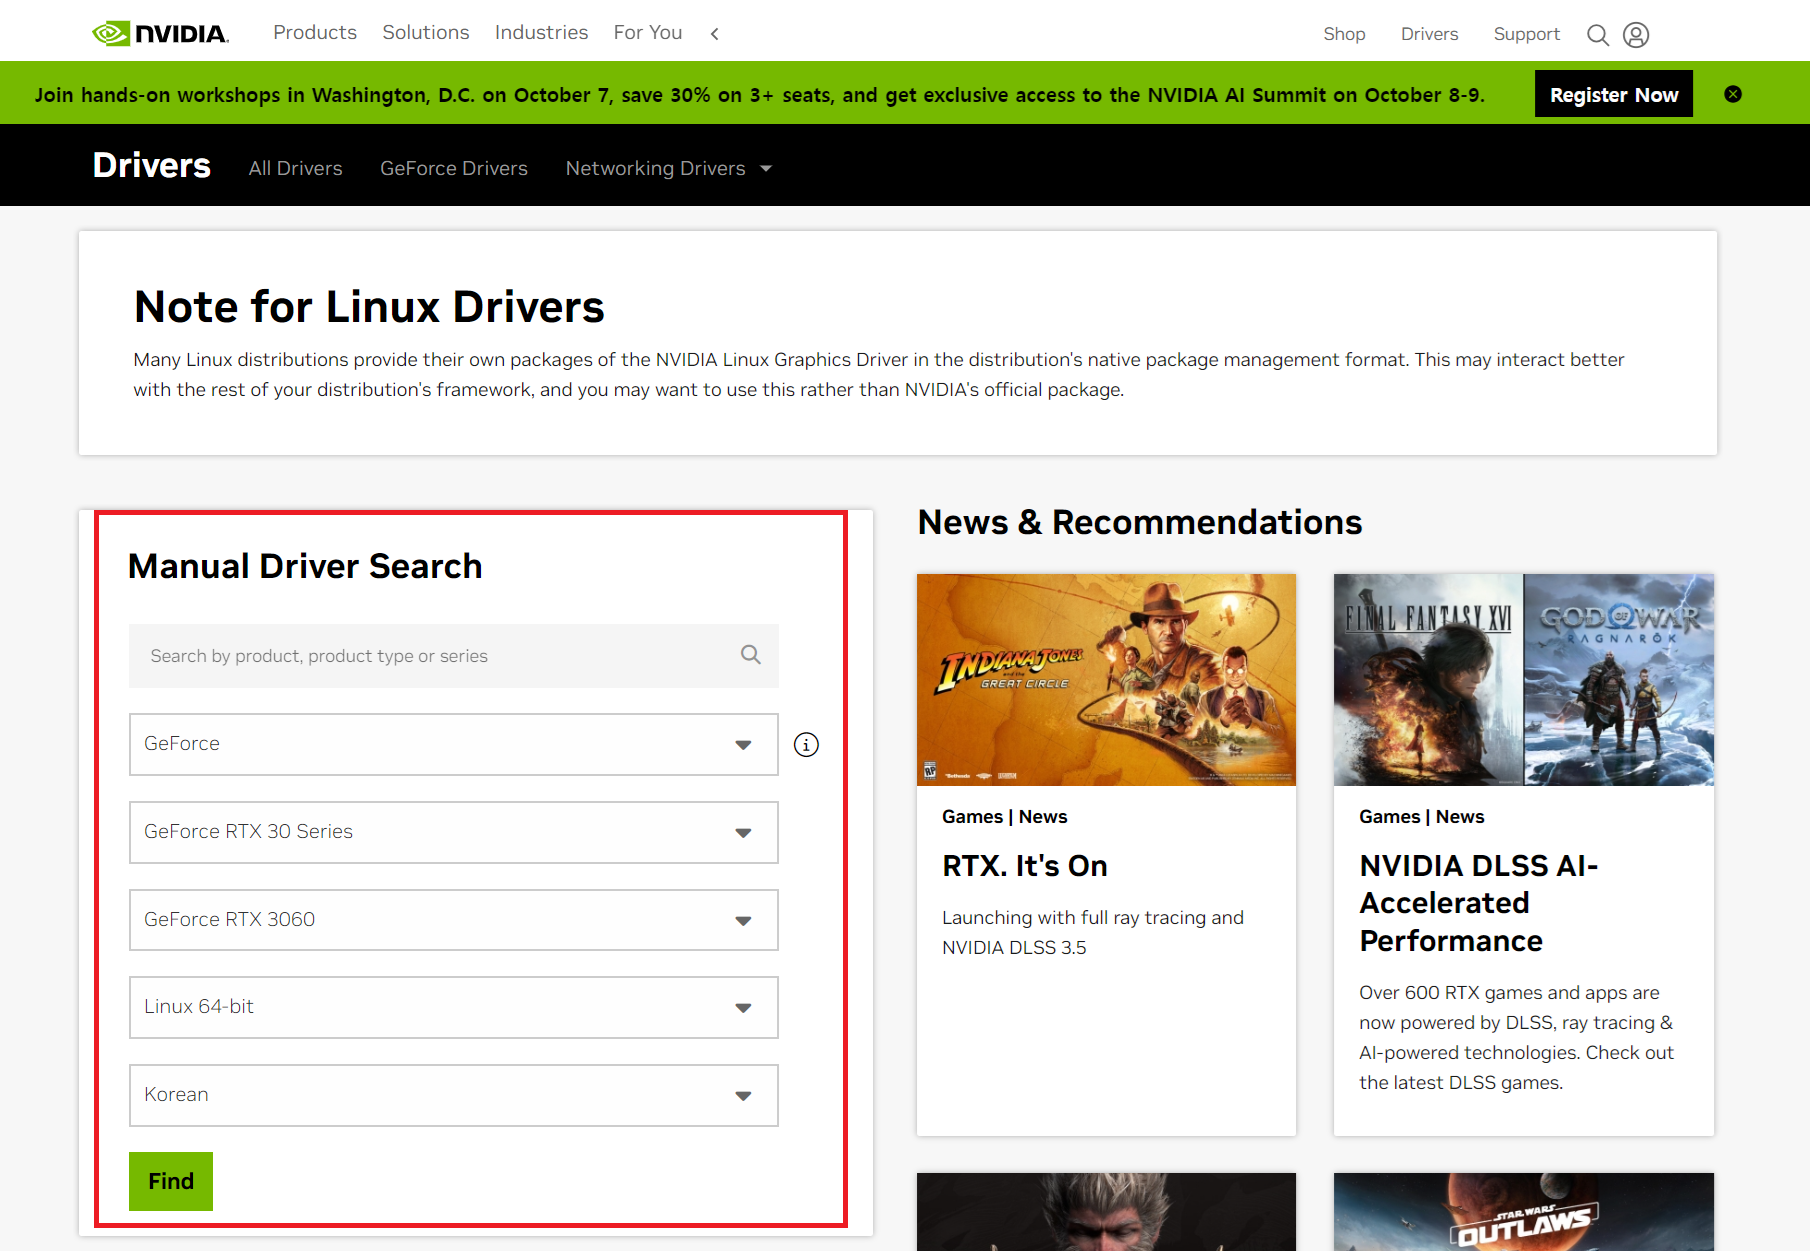 NVIDIA.
Products
Solutions
Industries
For You
Shop
Drivers
Support
Join hands-on workshops in Washington, D.C. on October 7, save 30% on 3+ seats, and get exclusive access to the NVIDIA AI Summit on October 8-9.
Register Now
Drivers
All Drivers
GeForce Drivers
Networking Drivers
Note for Linux Drivers
Many Linux distributions provide their own packages of the NVIDIA Linux Graphics Driver in the distribution's native package management format. This may interact better
with the rest of your distribution's framework, and you may want to use this rather than NVIDIA's official package.
Manual Driver Search
Search by product, product type or series
GeForce
GeForce RTX 30 Series
GeForce RTX 3060
Linux 64-bit
Korean
Find
News & Recommendations
INDIANA JONES
and the
GREAT CIRCLE
RP
Bethesda
Games | News
RTX. It's On
Launching with full ray tracing and
NVIDIA DLSS 3.5
FINAL FANTASY XVI
GOD OF WAR
RAGNARÖK
Games | News
NVIDIA DLSS AI-
Accelerated
Performance
Over 600 RTX games and apps are
now powered by DLSS, ray tracing &
AI-powered technologies. Check out
the latest DLSS games.
STAR WARS
OUTLAWS